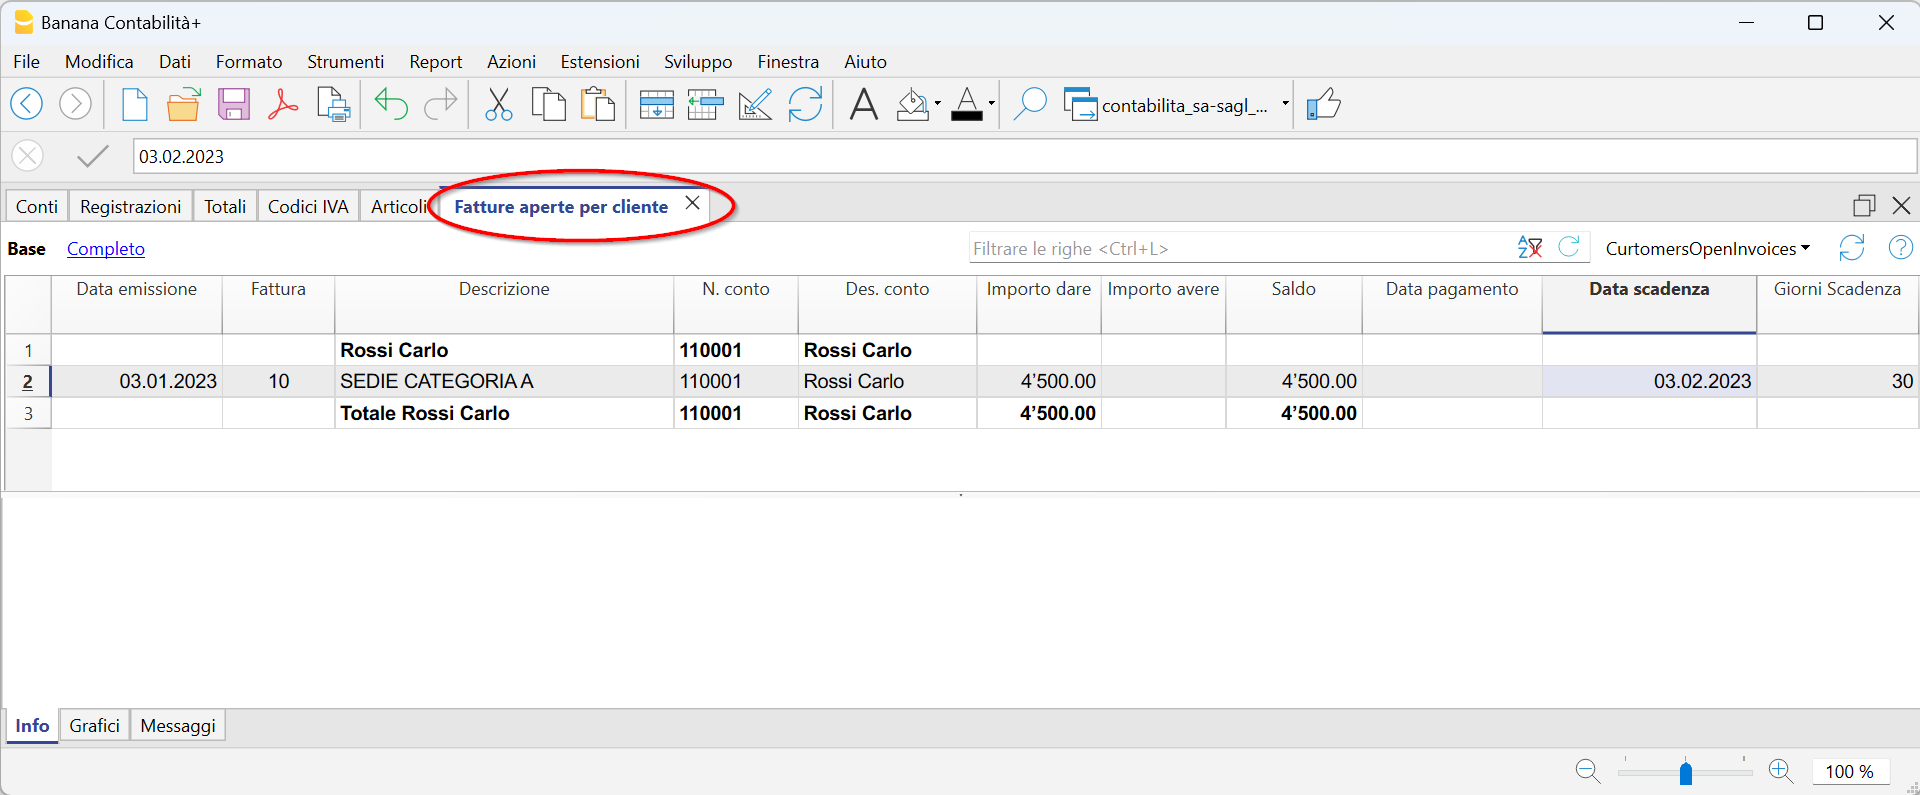 Banana Contabilità+
File Modifica Dati Formato Strumenti Report Azioni Estensioni Sviluppo Finestra Aiuto
contabilita_sa-sagl_...
03.02.2023
Conti Registrazioni Totali Codici IVA Articoli Fatture aperte per cliente
Base Completo Filtrare le righe <Ctrl+L> CurtomersOpenInvoices
Data emissione Fattura Descrizione N. conto Des. conto Importo dare Importo avere Saldo Data pagamento Data scadenza Giorni Scadenza
1 Rossi Carlo 110001 Rossi Carlo
2 03.01.2023 10 SEDIE CATEGORIA A 110001 Rossi Carlo 4’500.00 4’500.00 03.02.2023 30
3 Totale Rossi Carlo 110001 Rossi Carlo 4’500.00 4’500.00
Info Grafici Messaggi
100 %